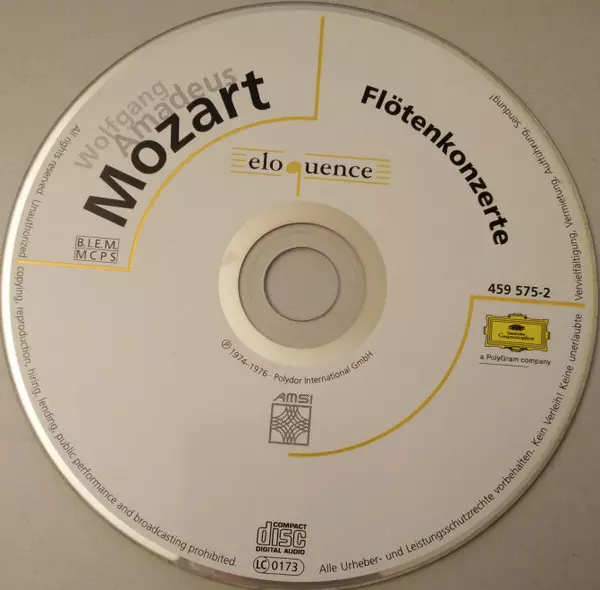 Wolfgang
Amadeus
Mozart
Flötenkonzerte
eloquence
B.I.E.M.
MCPS
459 575-2
Deutsche
Grammophon
a PolyGram company
℗ 1974-1976 · Polydor International GmbH
AMSI
COMPACT
disc
DIGITAL AUDIO
LC 0173
All rights reserved. Unauthorized copying, reproduction, hiring, lending, public performance and broadcasting prohibited.
Alle Urheber- und Leistungsschutzrechte vorbehalten. Kein Verleih! Keine unerlaubte Vervielfältigung, Vermietung, Aufführung, Sendung!